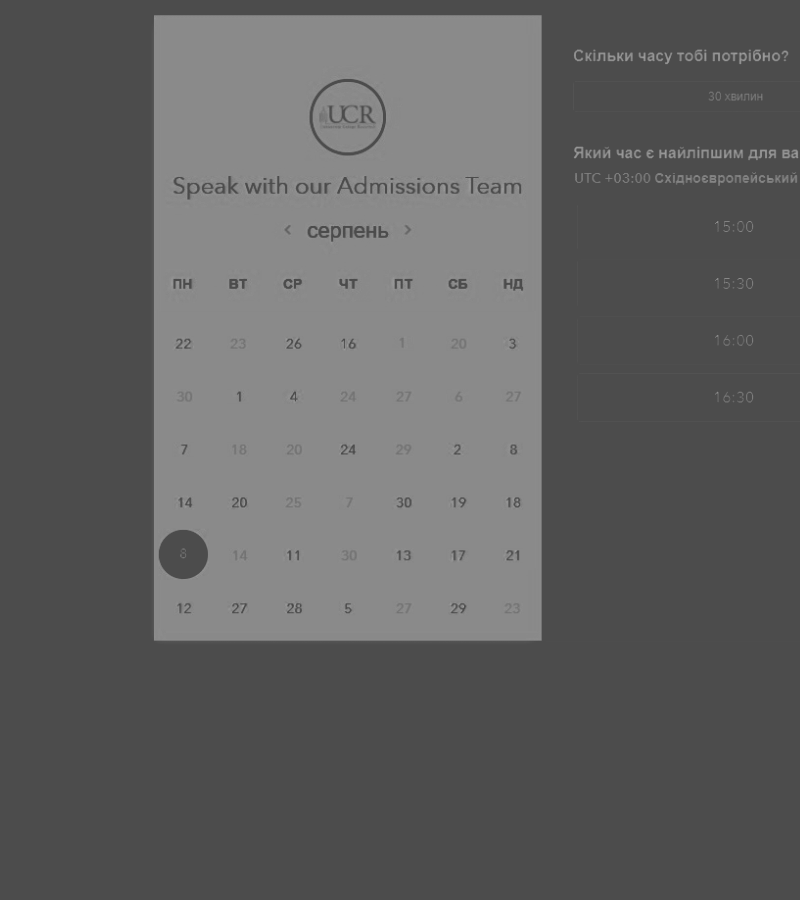 UCR
Speak with our Admissions Team
‹ серпень ›
ПН ВТ СР ЧТ ПТ СБ НД
22 23 26 16 1 20 3
30 1 4 24 27 6 27
7 18 20 24 29 2 8
14 20 25 7 30 19 18
8 14 11 30 13 17 21
12 27 28 5 27 29 23
Скільки часу тобі потрібно?
30 хвилин
Який час є найліпшим для ва
UTC +03:00 Східноєвропейський
15:00
15:30
16:00
16:30